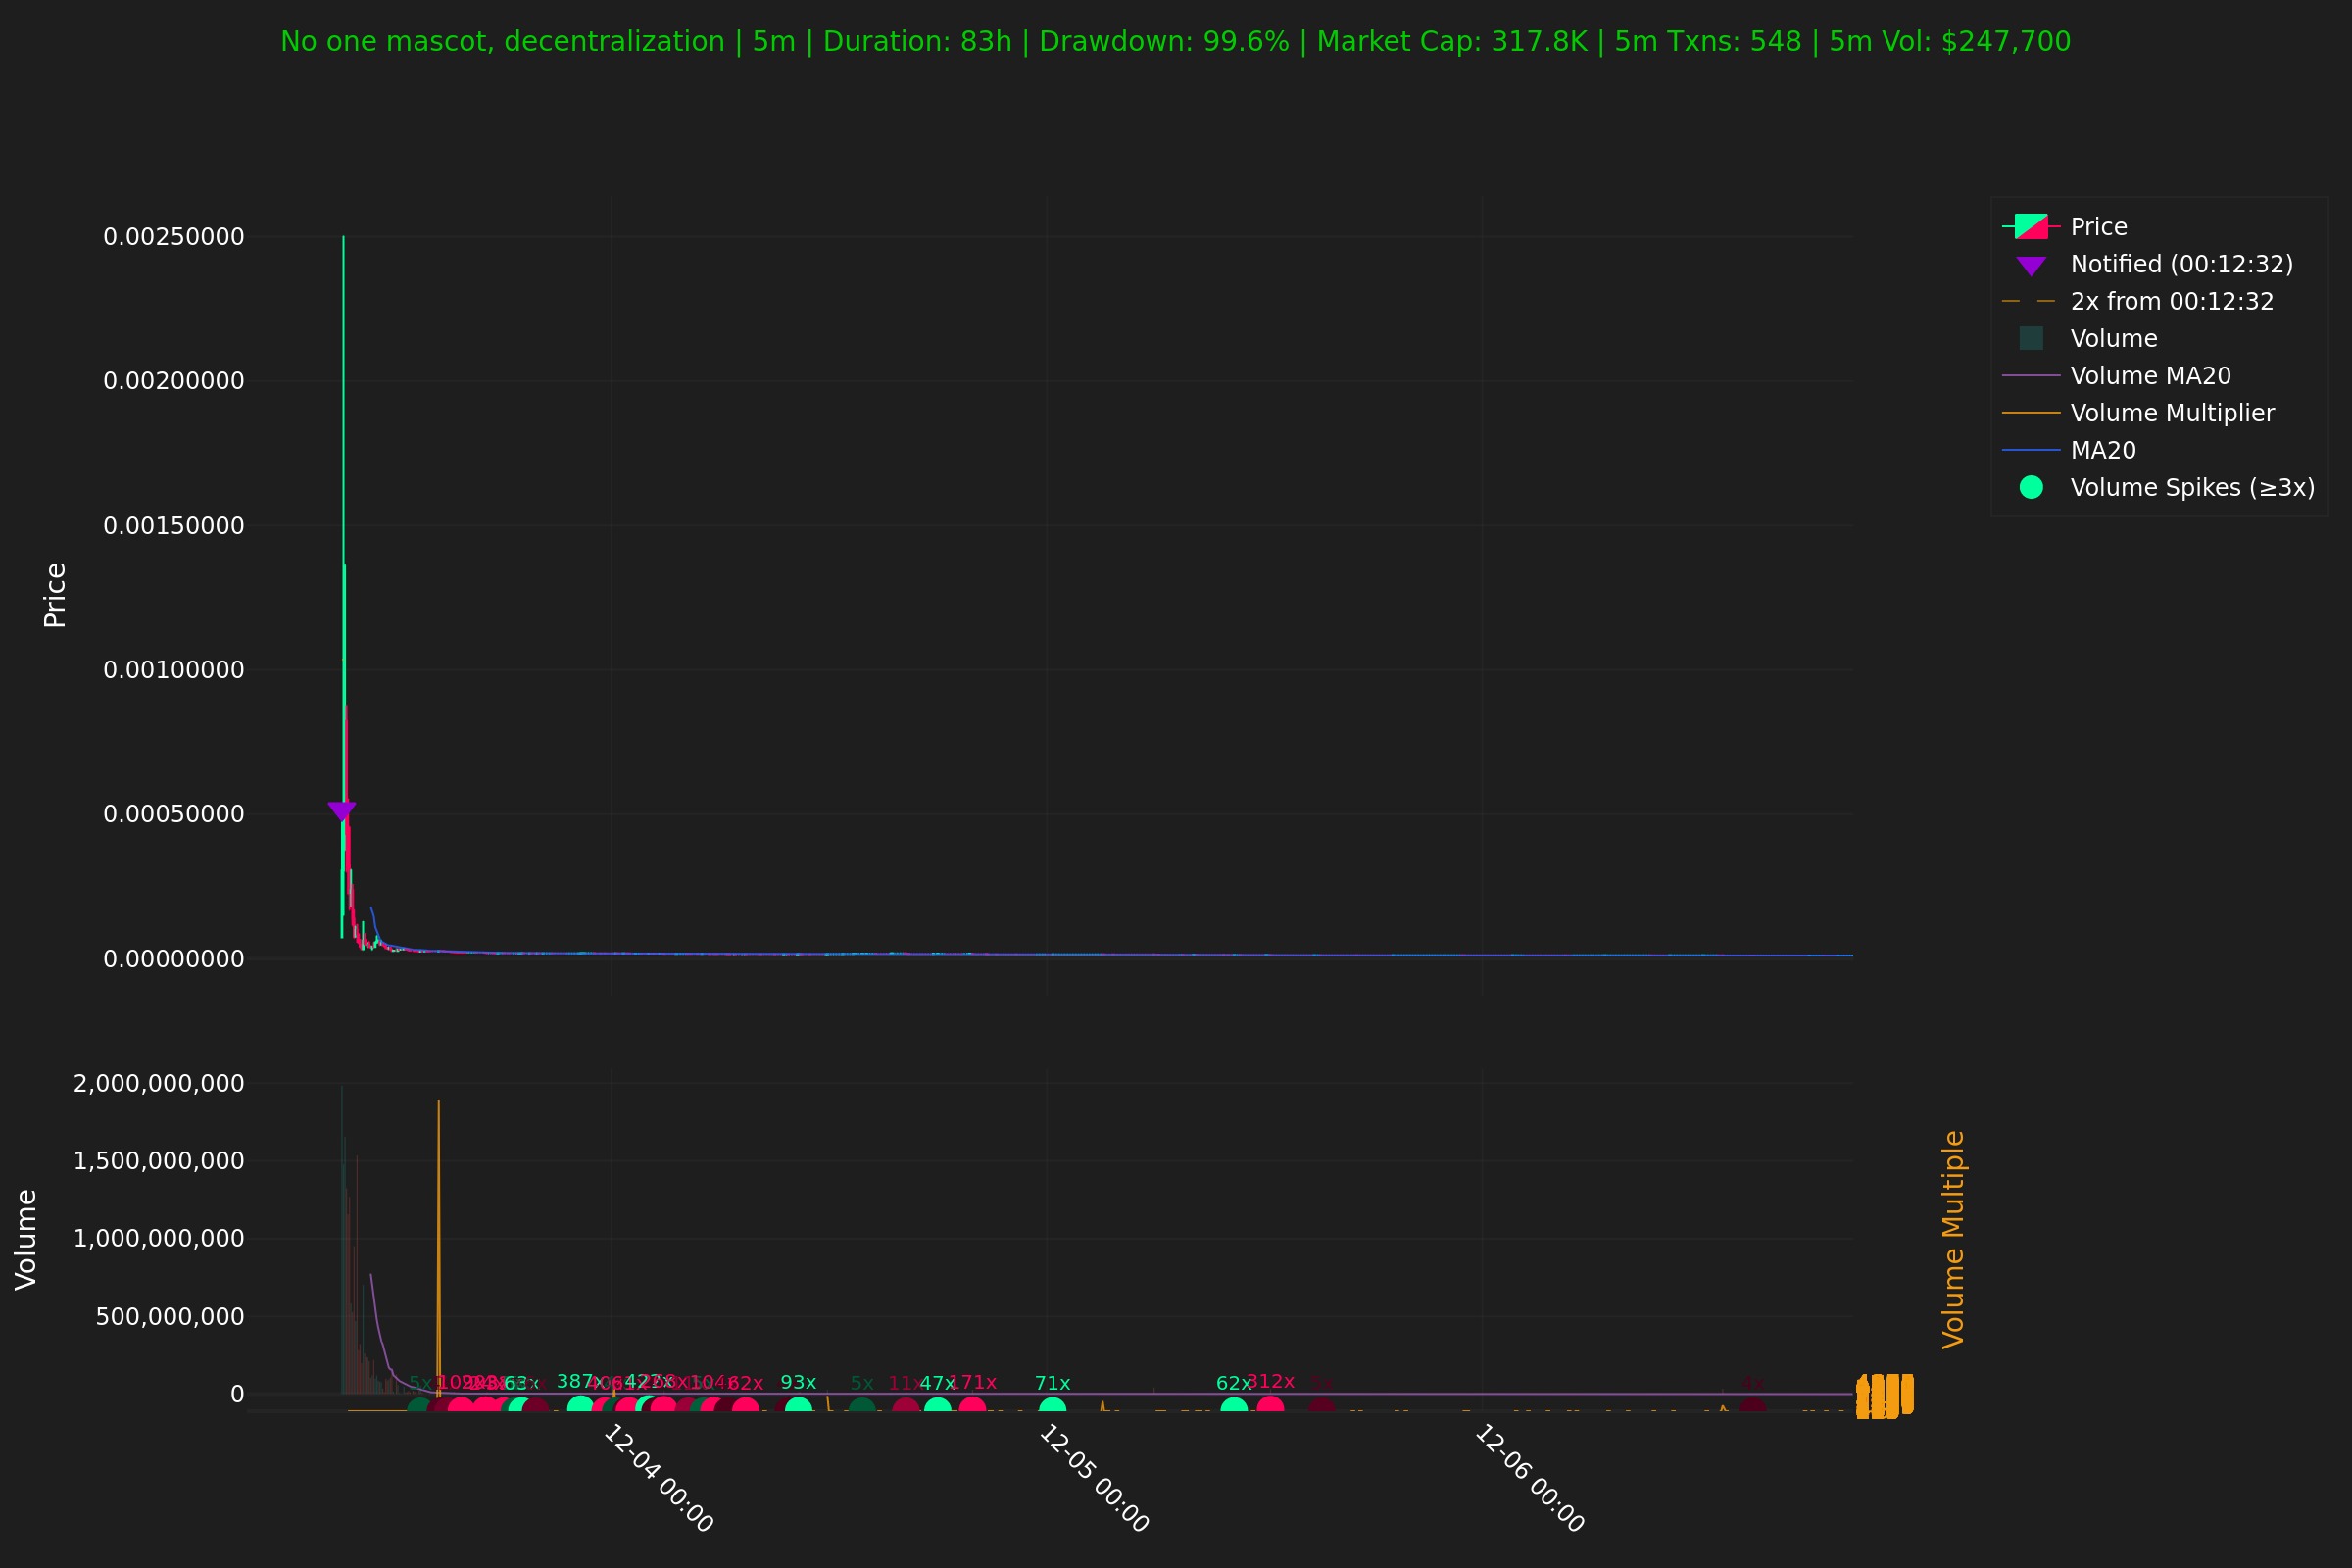 No one mascot, decentralization | 5m | Duration: 83h | Drawdown: 99.6% | Market Cap: 317.8K | 5m Txns: 548 | 5m Vol: $247,700
Price
0.00250000
0.00200000
0.00150000
0.00100000
0.00050000
0.00000000
Price
Notified (00:12:32)
2x from 00:12:32
Volume
Volume MA20
Volume Multiplier
MA20
Volume Spikes (≥3x)
Volume
2,000,000,000
1,500,000,000
1,000,000,000
500,000,000
0
5x
63x
387x
427x
62x
93x
5x
11x
47x
171x
71x
62x
312x
4x
Volume Multiple
12-04 00:00
12-05 00:00
12-06 00:00